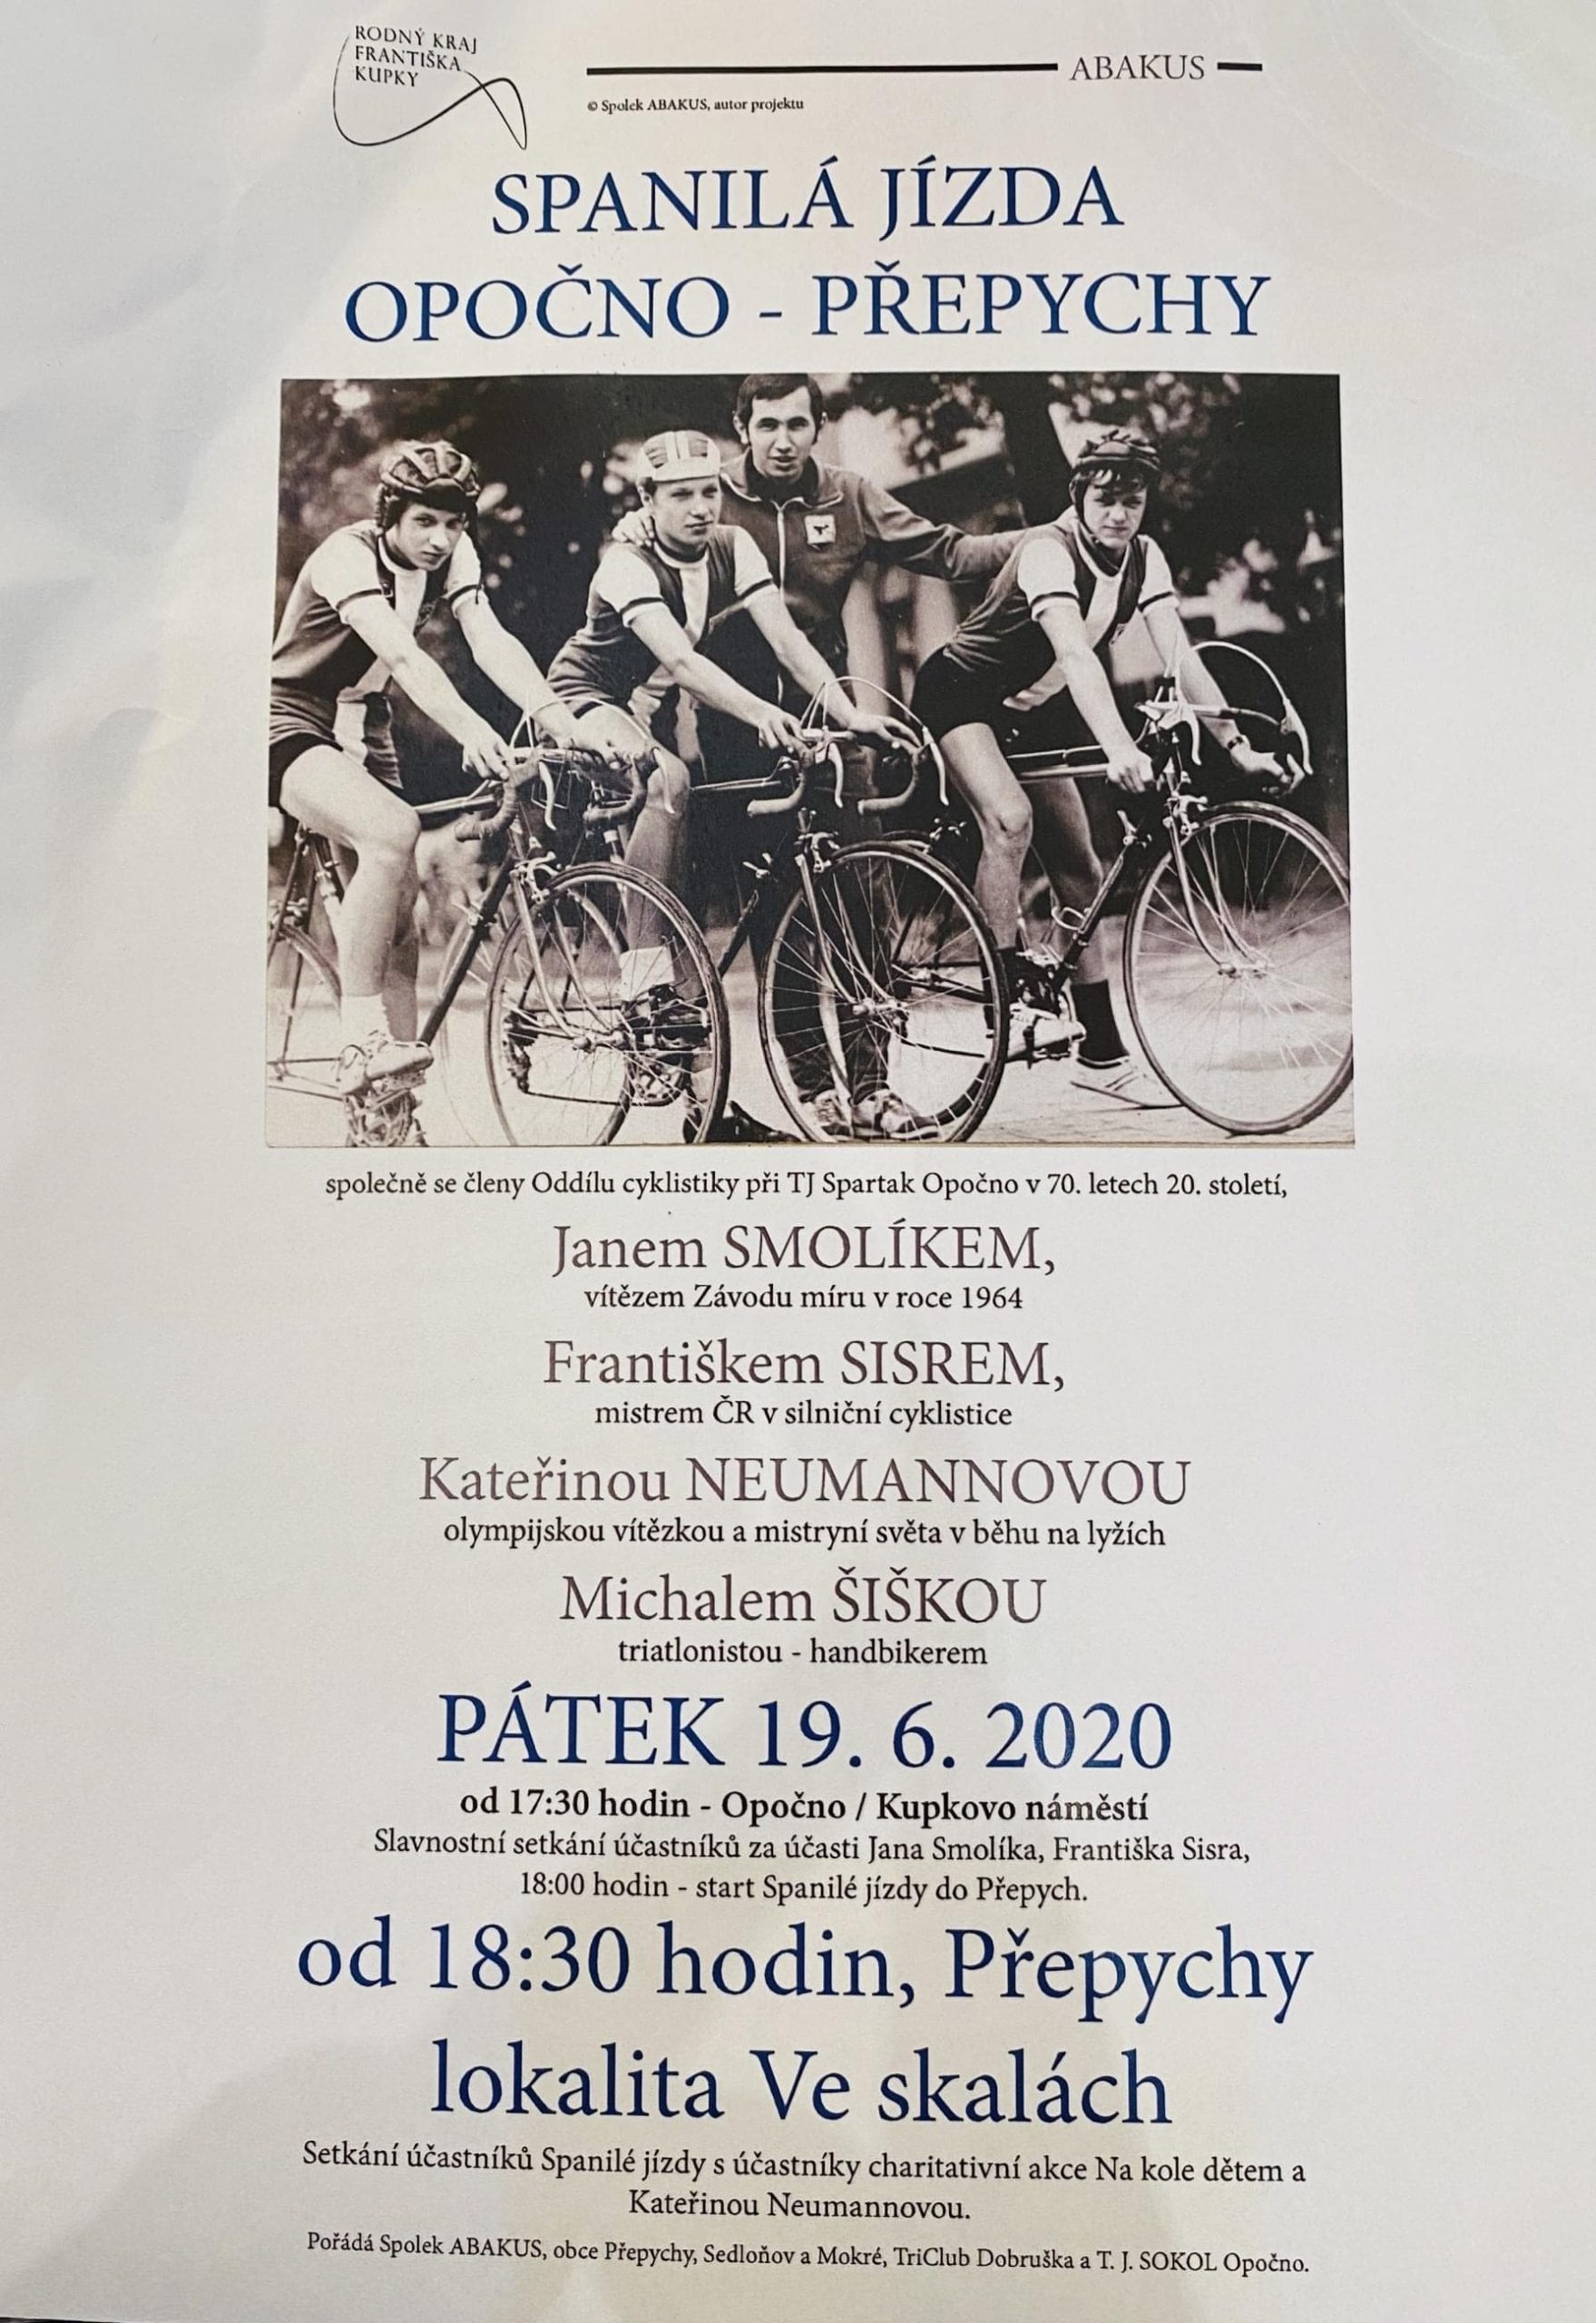 RODNÝ KRAJ
FRANTIŠKA
KUPKY
ABAKUS
© Spolek ABAKUS, autor projektu
SPANILÁ JÍZDA
OPOČNO - PŘEPYCHY
společně se členy Oddílu cyklistiky při TJ Spartak Opočno v 70. letech 20. století,
Janem SMOLÍKEM,
vítězem Závodu míru v roce 1964
Františkem SISREM,
mistrem ČR v silniční cyklistice
Kateřinou NEUMANNOVOU
olympijskou vítězkou a mistryní světa v běhu na lyžích
Michalem ŠIŠKOU
triatlonistou - handbikerem
PÁTEK 19. 6. 2020
od 17:30 hodin - Opočno / Kupkovo náměstí
Slavnostní setkání účastníků za účasti Jana Smolíka, Františka Sisra,
18:00 hodin - start Spanilé jízdy do Přepych.
od 18:30 hodin, Přepychy
lokalita Ve skalách
Setkání účastníků Spanilé jízdy s účastníky charitativní akce Na kole dětem a
Kateřinou Neumannovou.
Pořádá Spolek ABAKUS, obce Přepychy, Sedloňov a Mokré, TriClub Dobruška a T. J. SOKOL Opočno.